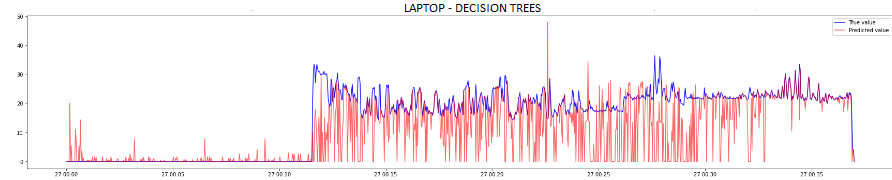 LAPTOP - DECISION TREES
50
True value
Predicted value
40
30
20
10
0
27 00:00 27 00:05 27 00:10 27 00:15 27 00:20 27 00:25 27 00:30 27 00:35